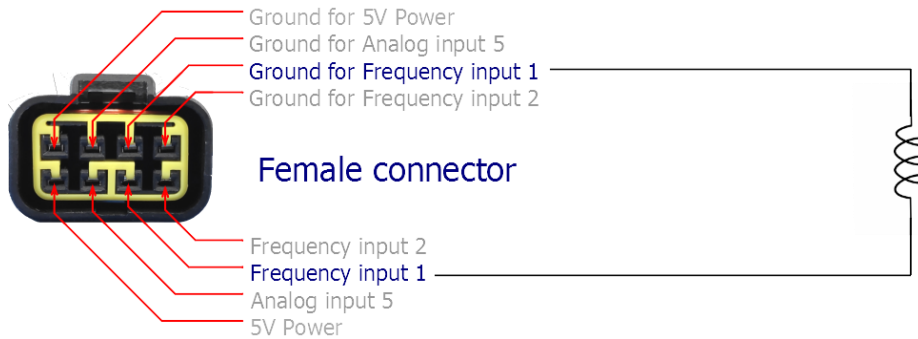 Ground for 5V Power
Ground for Analog input 5
Ground for Frequency input 1
Ground for Frequency input 2
Female connector
Frequency input 2
Frequency input 1
Analog input 5
5V Power